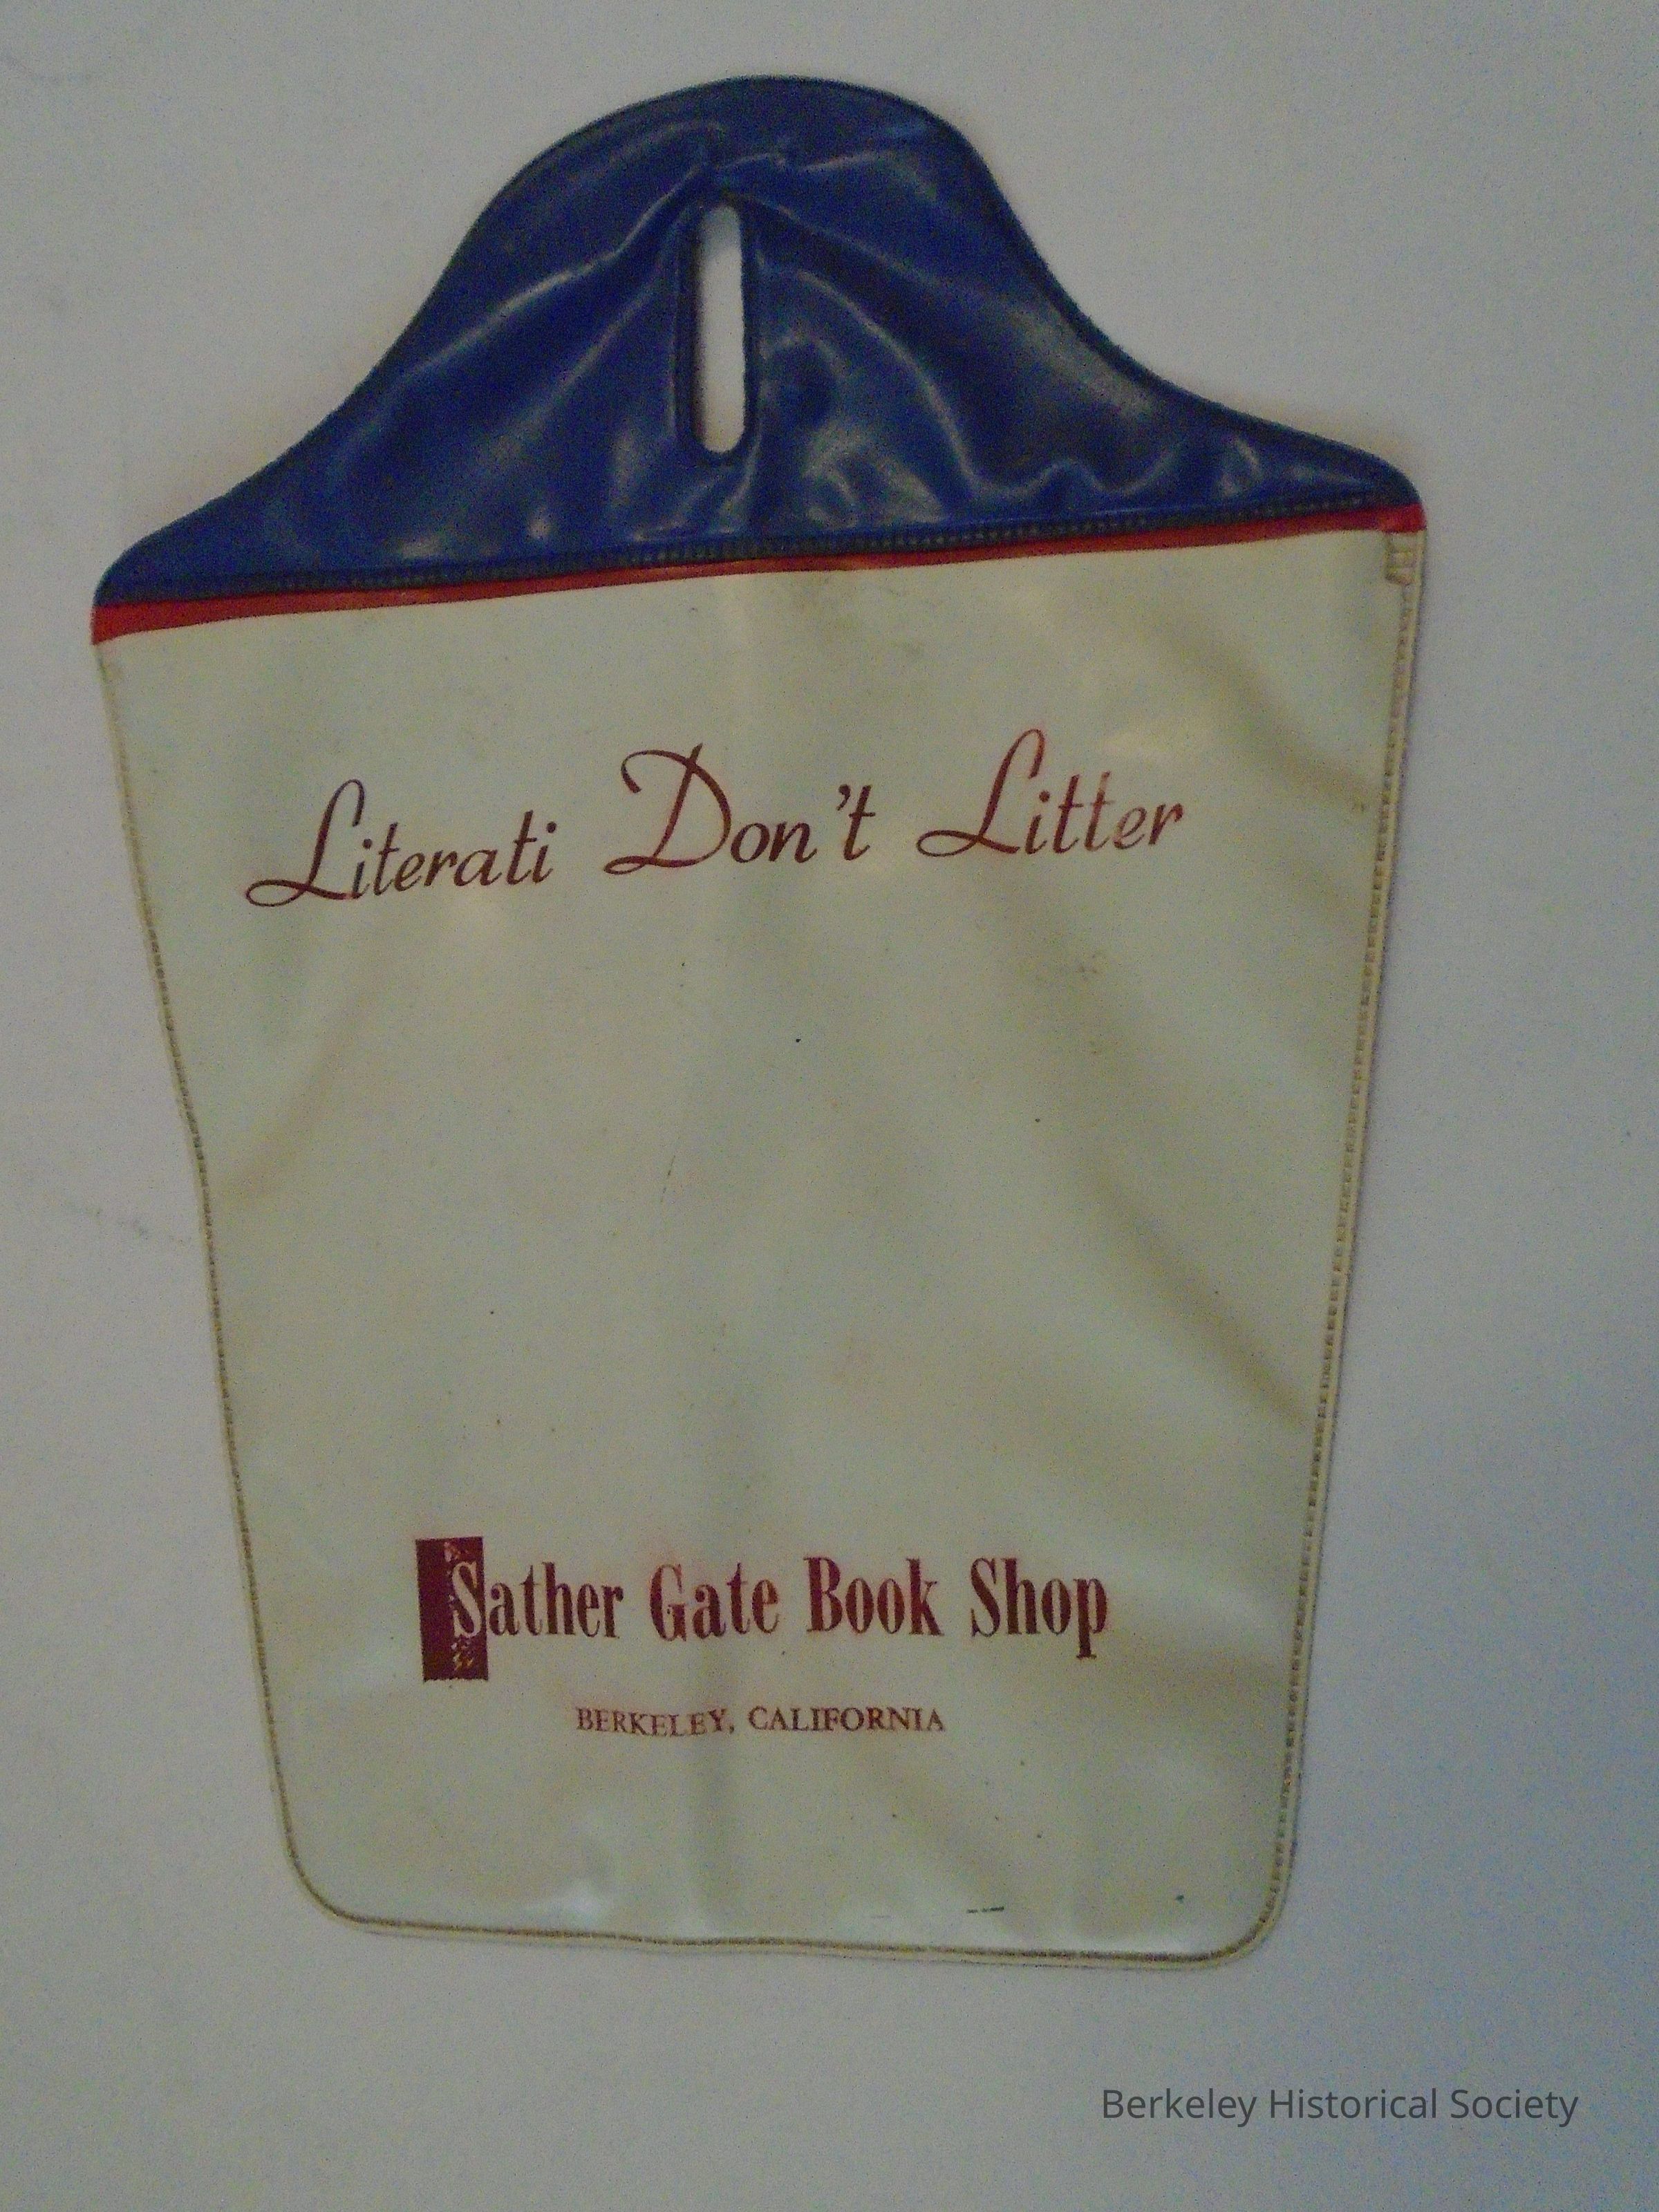 Literati Don't Litter
Sather Gate Book Shop
BERKELEY, CALIFORNIA
Berkeley Historical Society